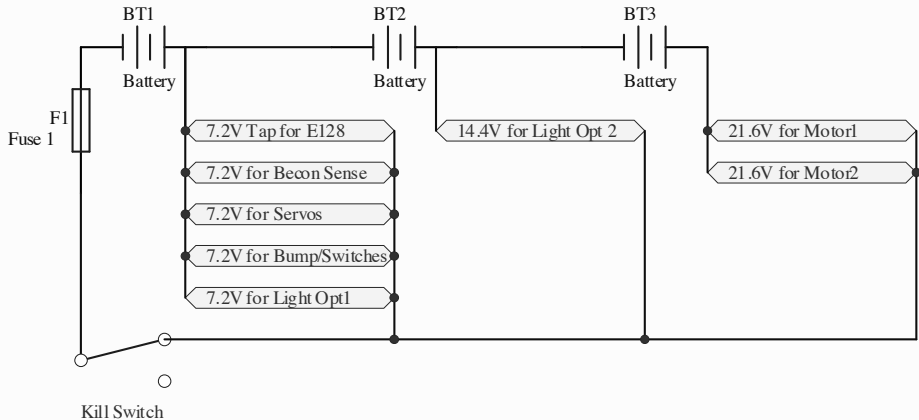 BT1
BT2
BT3
Battery
Battery
Battery
F1
Fuse 1
7.2V Tap for E128
14.4V for Light Opt 2
21.6V for Motor1
7.2V for Becon Sense
21.6V for Motor2
7.2V for Servos
7.2V for Bump/Switches
7.2V for Light Opt1
Kill Switch